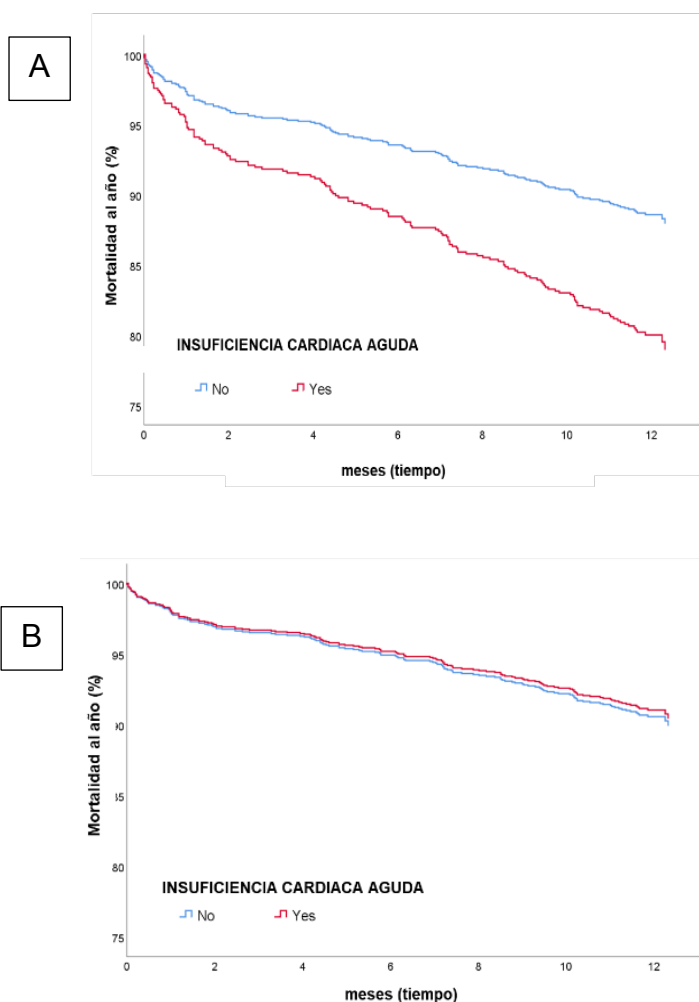 A
100
95
90
85
80
75
Mortalidad al año (%)
INSUFICIENCIA CARDIACA AGUDA
No Yes
0 2 4 6 8 10 12
meses (tiempo)
B
100
95
80
75
Mortalidad al año (%)
INSUFICIENCIA CARDIACA AGUDA
No Yes
0 2 4 6 8 10 12
meses (tiempo)